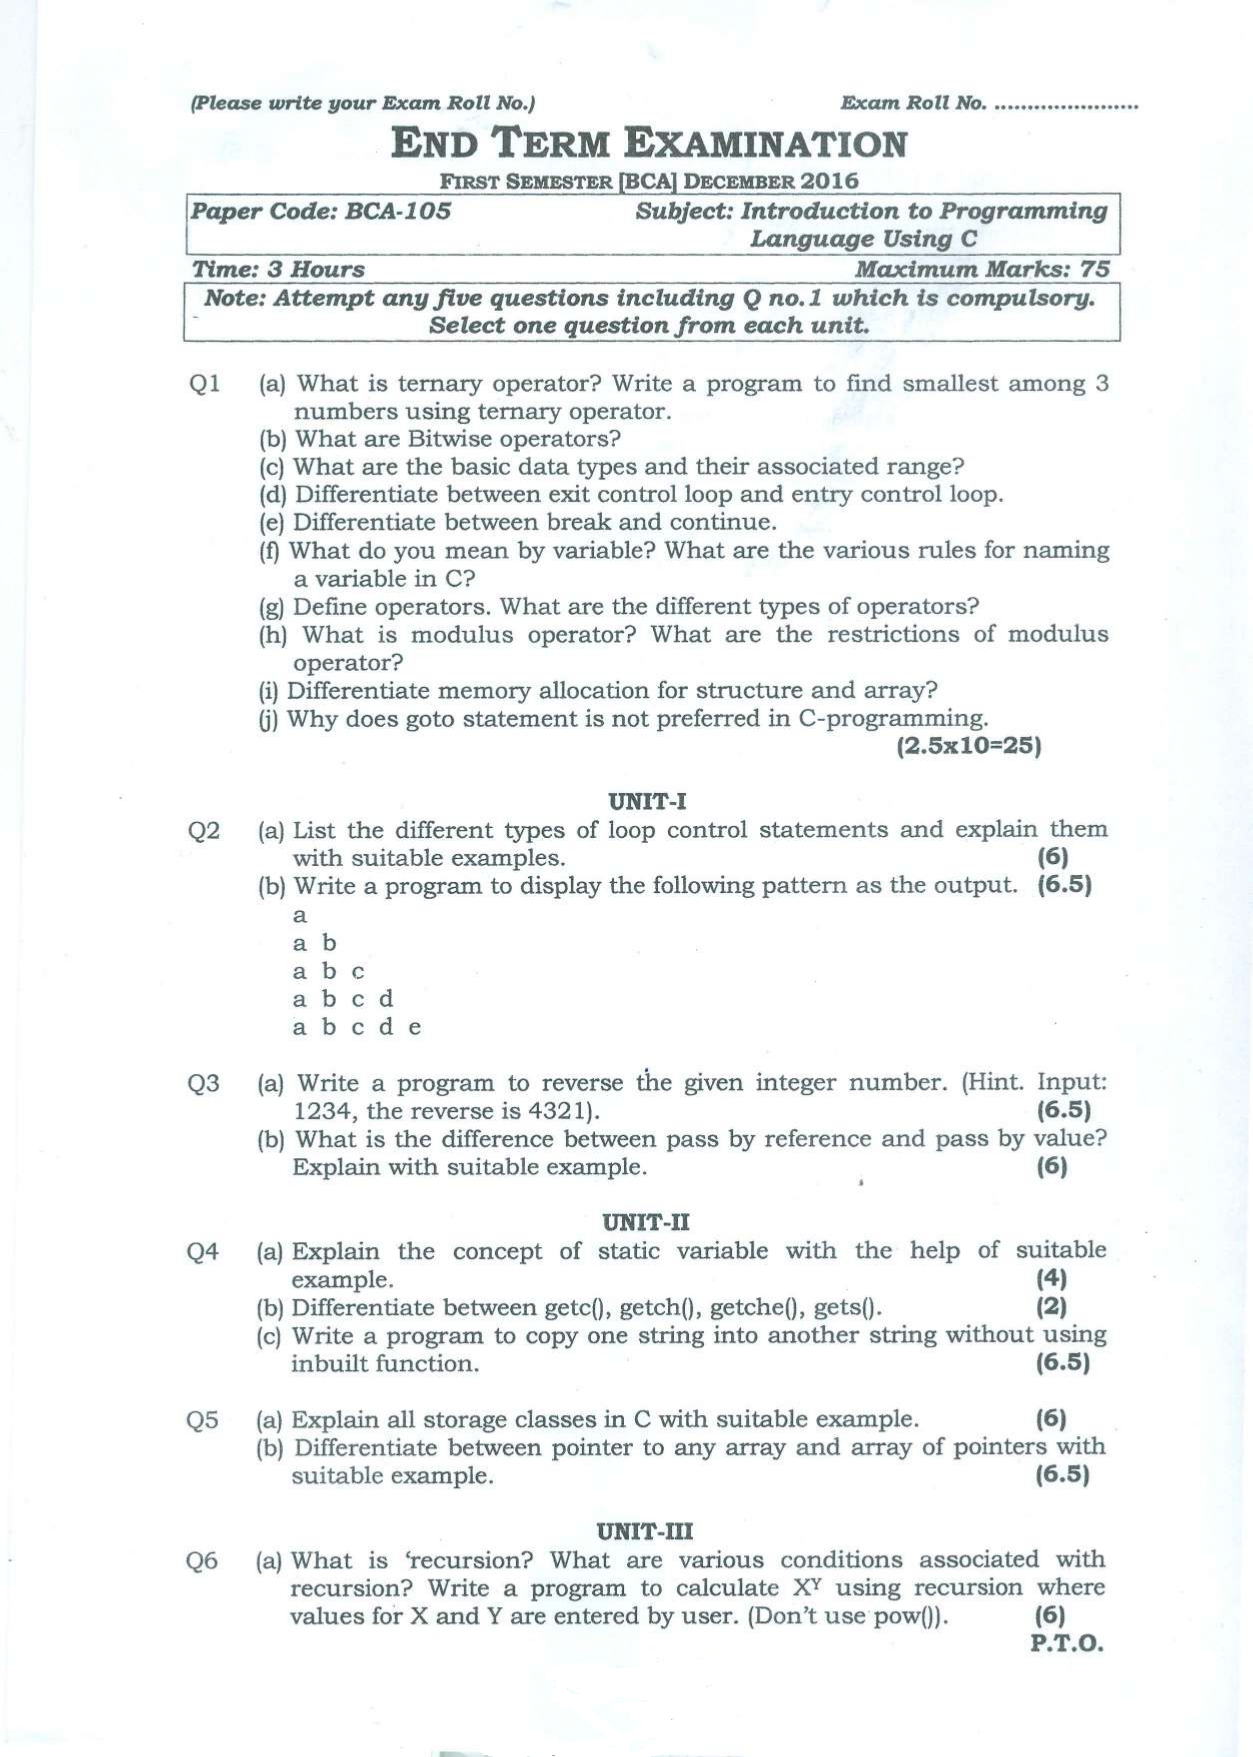 (Please write your Exam Roll No.) Exam Roll No. ......................
END TERM EXAMINATION
FIRST SEMESTER [BCA] DECEMBER 2016
Paper Code: BCA-105 Subject: Introduction to Programming
Language Using C
Time: 3 Hours Maximum Marks: 75
Note: Attempt any five questions including Q no.1 which is compulsory.
Select one question from each unit.
Q1 (a) What is ternary operator? Write a program to find smallest among 3
numbers using ternary operator.
(b) What are Bitwise operators?
(c) What are the basic data types and their associated range?
(d) Differentiate between exit control loop and entry control loop.
(e) Differentiate between break and continue.
(f) What do you mean by variable? What are the various rules for naming
a variable in C?
(g) Define operators. What are the different types of operators?
(h) What is modulus operator? What are the restrictions of modulus
operator?
(i) Differentiate memory allocation for structure and array?
(j) Why does goto statement is not preferred in C-programming.
(2.5x10=25)
UNIT-I
Q2 (a) List the different types of loop control statements and explain them
with suitable examples. (6)
(b) Write a program to display the following pattern as the output. (6.5)
a
a b
a b c
a b c d
a b c d e
Q3 (a) Write a program to reverse the given integer number. (Hint. Input:
1234, the reverse is 4321). (6.5)
(b) What is the difference between pass by reference and pass by value?
Explain with suitable example. (6)
UNIT-II
Q4 (a) Explain the concept of static variable with the help of suitable
example. (4)
(b) Differentiate between getc(), getch(), getche(), gets(). (2)
(c) Write a program to copy one string into another string without using
inbuilt function. (6.5)
Q5 (a) Explain all storage classes in C with suitable example. (6)
(b) Differentiate between pointer to any array and array of pointers with
suitable example. (6.5)
UNIT-III
Q6 (a) What is ‘recursion? What are various conditions associated with
recursion? Write a program to calculate Xʸ using recursion where
values for X and Y are entered by user. (Don't use pow()). (6)
P.T.O.